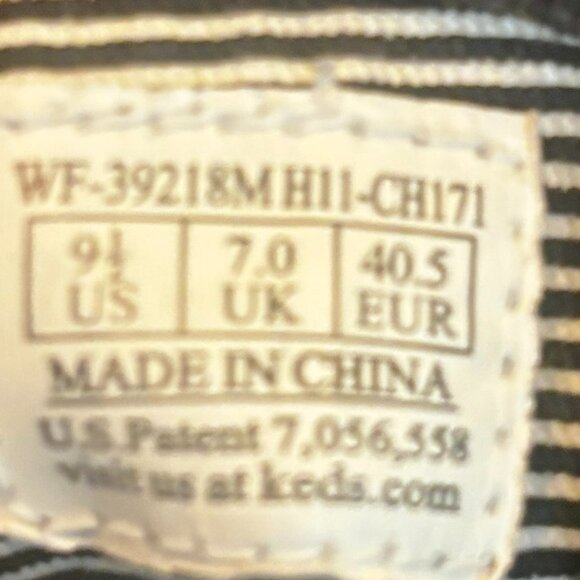 WF-39218M H11-CH171
9½ US 7.0 UK 40.5 EUR
MADE IN CHINA
U.S.Patent 7,056,558
visit us at keds.com